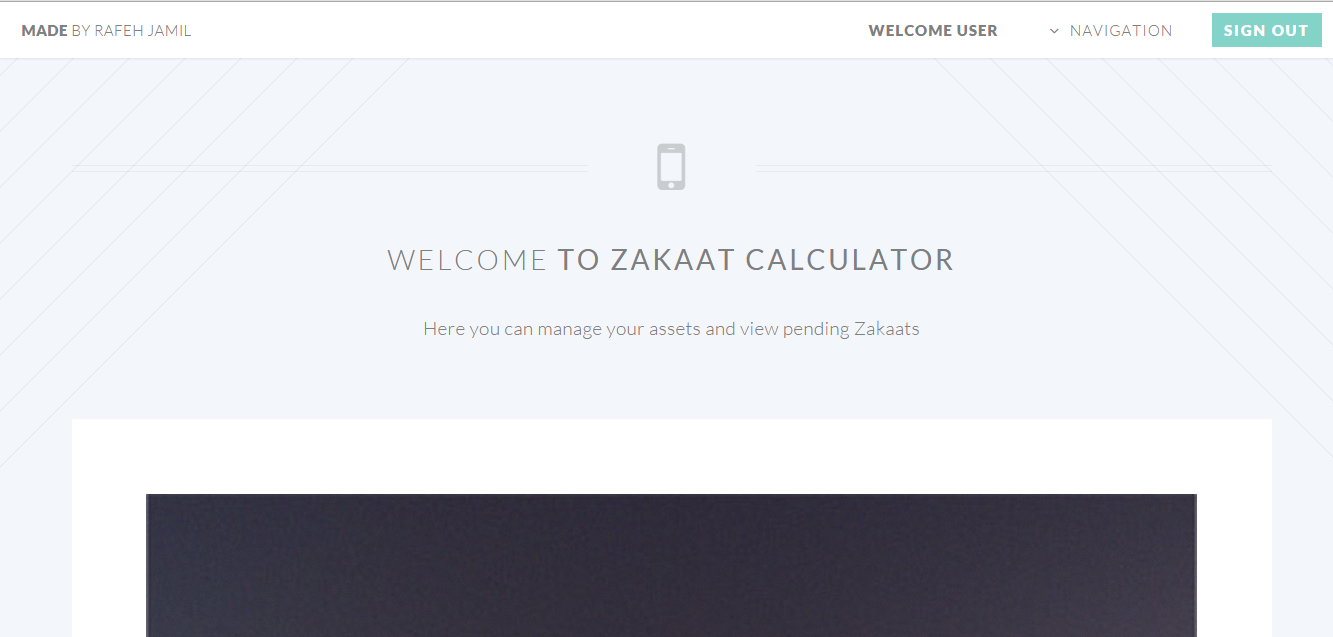 MADE BY RAFEH JAMIL
WELCOME USER
NAVIGATION
SIGN OUT
WELCOME TO ZAKAAT CALCULATOR
Here you can manage your assets and view pending Zakaats